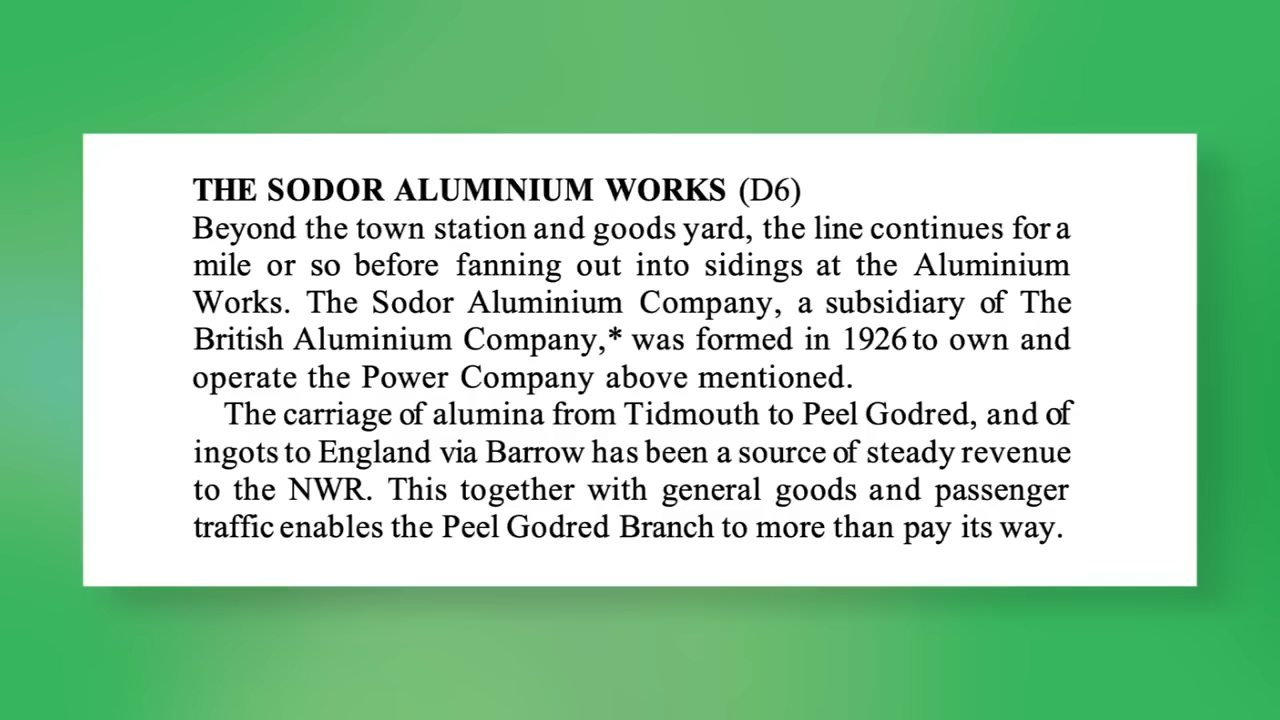 THE SODOR ALUMINIUM WORKS (D6)
Beyond the town station and goods yard, the line continues for a
mile or so before fanning out into sidings at the Aluminium
Works. The Sodor Aluminium Company, a subsidiary of The
British Aluminium Company,* was formed in 1926 to own and
operate the Power Company above mentioned.
The carriage of alumina from Tidmouth to Peel Godred, and of
ingots to England via Barrow has been a source of steady revenue
to the NWR. This together with general goods and passenger
traffic enables the Peel Godred Branch to more than pay its way.